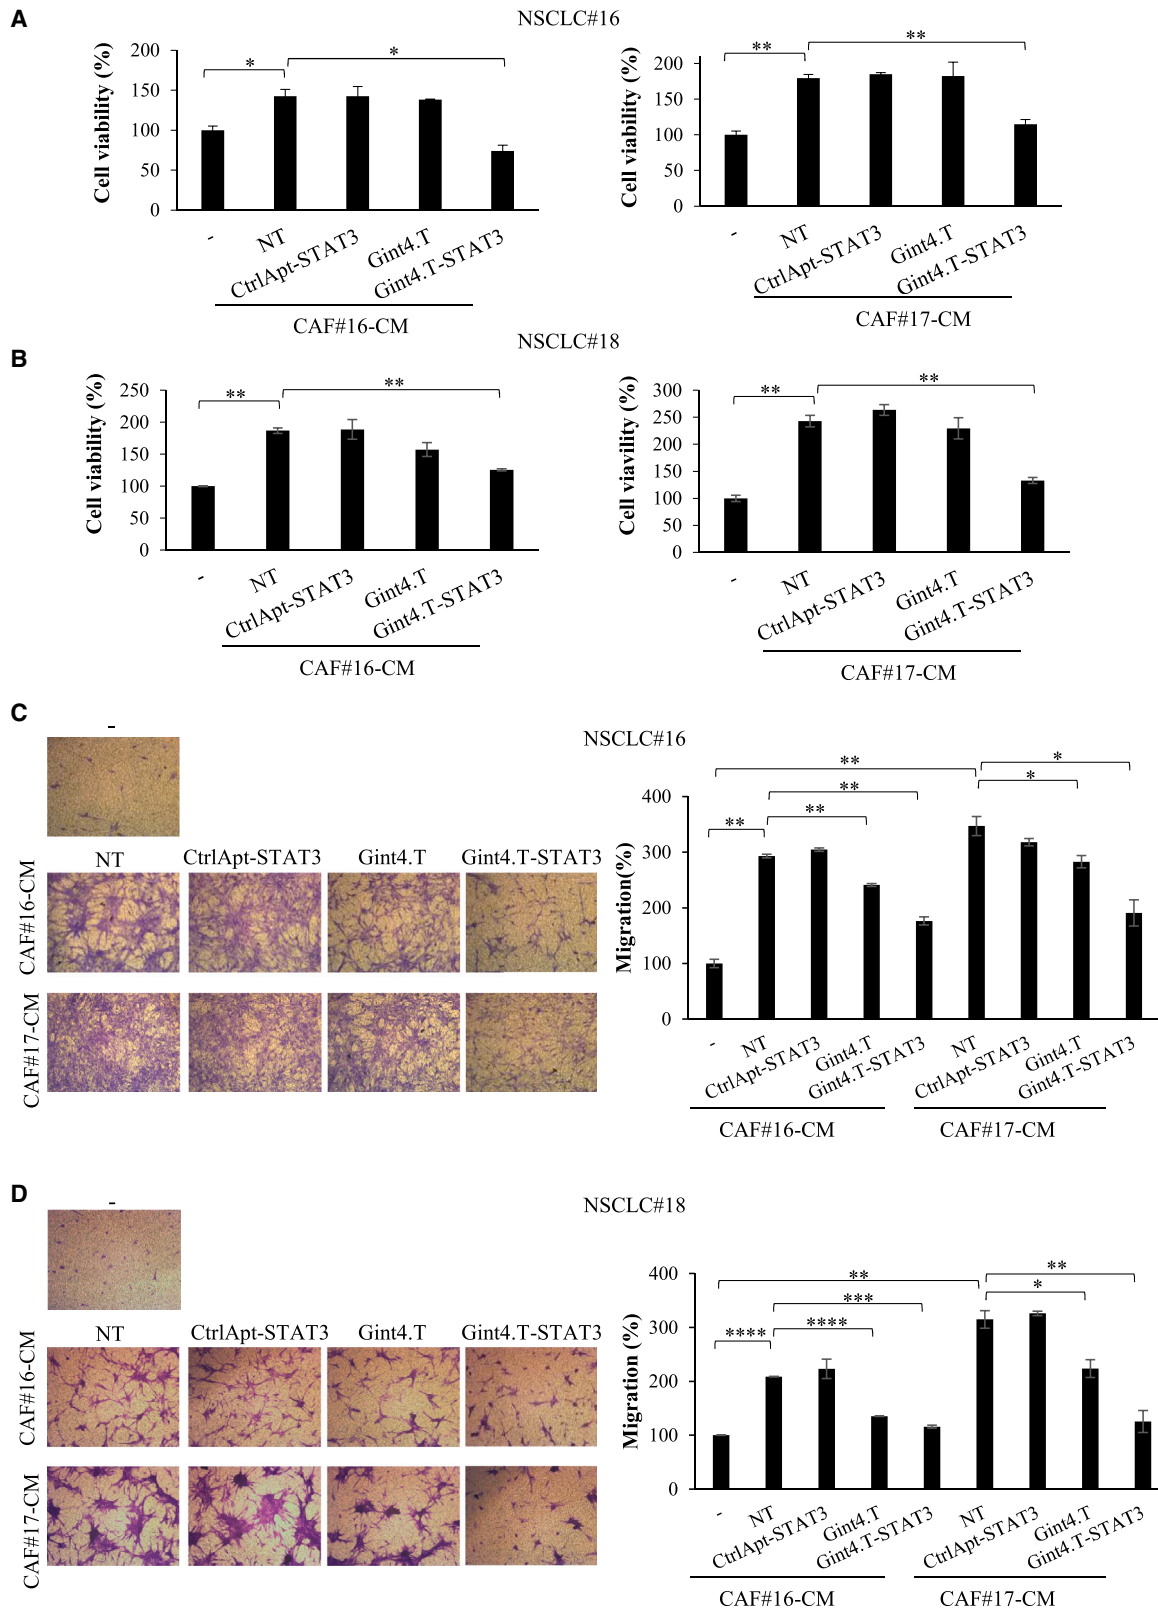 A
NSCLC#16
Cell viability (%)
200
150
100
50
0
*
*
-
NT
CtrlApt-STAT3
Gint4.T
Gint4.T-STAT3
CAF#16-CM
Cell viability (%)
200
150
100
50
0
**
**
-
NT
CtrlApt-STAT3
Gint4.T
Gint4.T-STAT3
CAF#17-CM
B
NSCLC#18
Cell viability (%)
250
200
150
100
50
0
**
**
-
NT
CtrlApt-STAT3
Gint4.T
Gint4.T-STAT3
CAF#16-CM
Cell viavility (%)
300
250
200
150
100
50
0
**
**
-
NT
CtrlApt-STAT3
Gint4.T
Gint4.T-STAT3
CAF#17-CM
C
-
NT CtrlApt-STAT3 Gint4.T Gint4.T-STAT3
CAF#16-CM
CAF#17-CM
NSCLC#16
Migration(%)
400
300
200
100
0
**
**
**
**
*
*
-
NT
CtrlApt-STAT3
Gint4.T
Gint4.T-STAT3
NT
CtrlApt-STAT3
Gint4.T
Gint4.T-STAT3
CAF#16-CM CAF#17-CM
D
-
NT CtrlApt-STAT3 Gint4.T Gint4.T-STAT3
CAF#16-CM
CAF#17-CM
NSCLC#18
Migration (%)
400
300
200
100
0
****
**
***
****
**
*
-
NT
CtrlApt-STAT3
Gint4.T
Gint4.T-STAT3
NT
CtrlApt-STAT3
Gint4.T
Gint4.T-STAT3
CAF#16-CM CAF#17-CM